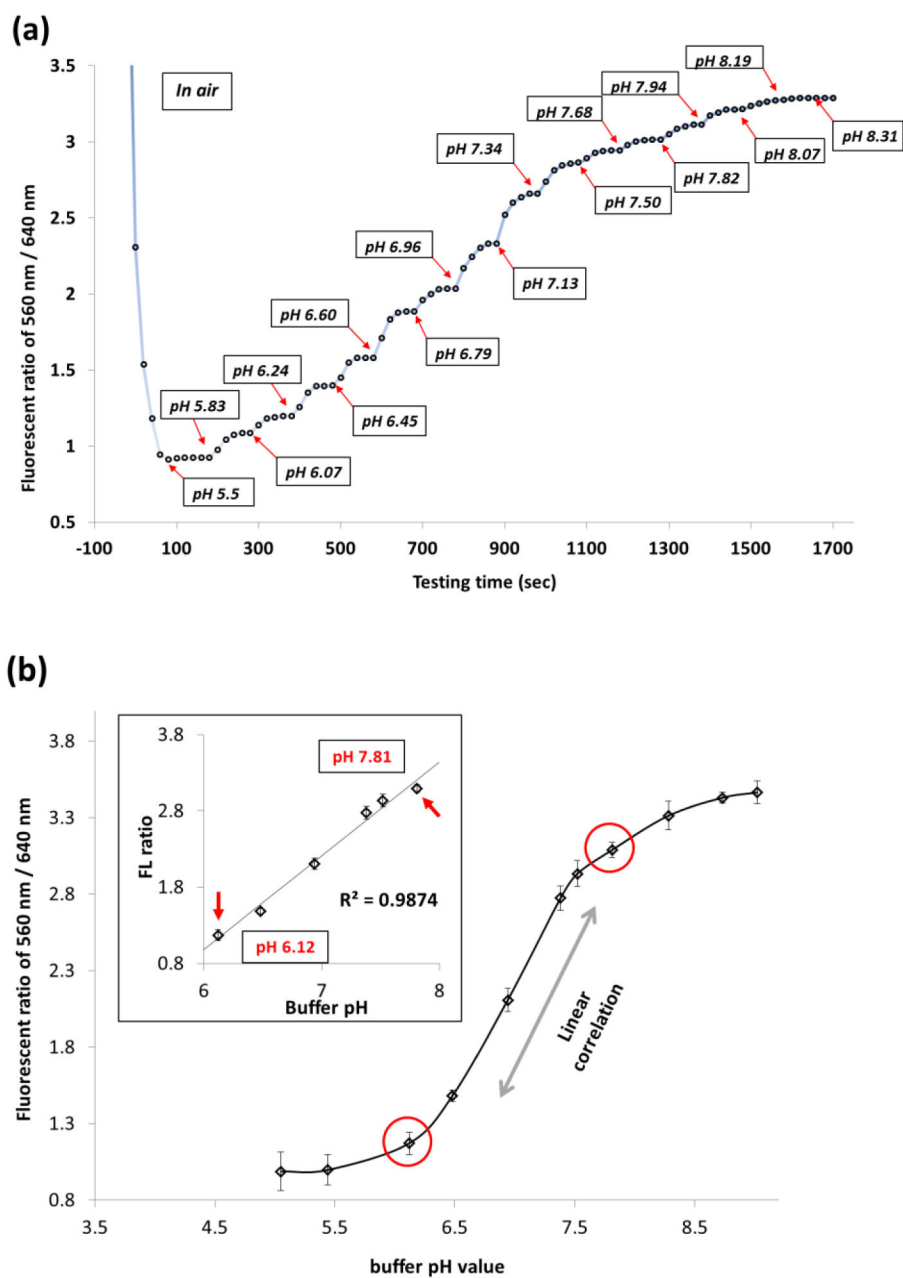 (a)
Fluorescent ratio of 560 nm / 640 nm
3.5
3
2.5
2
1.5
1
0.5
In air
pH 8.19
pH 7.94
pH 7.68
pH 8.31
pH 7.34
pH 8.07
pH 7.82
pH 7.50
pH 6.96
pH 7.13
pH 6.60
pH 6.79
pH 6.24
pH 5.83
pH 6.45
pH 6.07
pH 5.5
-100 100 300 500 700 900 1100 1300 1500 1700
Testing time (sec)
(b)
Fluorescent ratio of 560 nm / 640 nm
3.8
3.3
2.8
2.3
1.8
1.3
0.8
FL ratio
3.8
2.8
1.8
0.8
pH 7.81
R² = 0.9874
pH 6.12
6 7 8
Buffer pH
Linear
correlation
3.5 4.5 5.5 6.5 7.5 8.5
buffer pH value